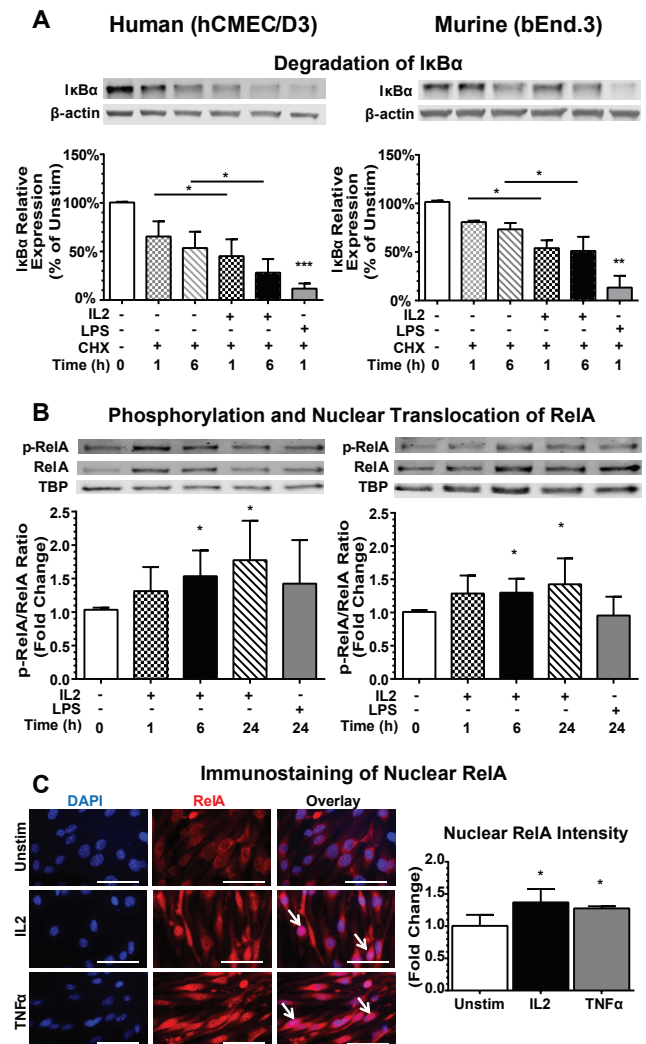 A
Human (hCMEC/D3) Murine (bEnd.3)
Degradation of IκBα
IκBα
β-actin
IκBα
β-actin
IκBα Relative
Expression
(% of Unstim)
150%
100%
50%
0%
*
*
***
IL2 - - - + + -
LPS - - - - - +
CHX - + + + + +
Time (h) 0 1 6 1 6 1
IκBα Relative
Expression
(% of Unstim)
150%
100%
50%
0%
*
*
**
IL2 - - - + + -
LPS - - - - - +
CHX - + + + + +
Time (h) 0 1 6 1 6 1
B
Phosphorylation and Nuclear Translocation of RelA
p-RelA
RelA
TBP
p-RelA
RelA
TBP
p-RelA/RelA Ratio
(Fold Change)
2.5
2.0
1.5
1.0
0.5
0.0
* *
IL2 - + + + -
LPS - - - - +
Time (h) 0 1 6 24 24
p-RelA/RelA Ratio
(Fold Change)
2.5
2.0
1.5
1.0
0.5
0.0
* *
IL2 - + + + -
LPS - - - - +
Time (h) 0 1 6 24 24
C
Immunostaining of Nuclear RelA
DAPI RelA Overlay
Unstim
IL2
TNFα
Nuclear RelA Intensity
(Fold Change)
2.0
1.5
1.0
0.5
0.0
* *
Unstim IL2 TNFα